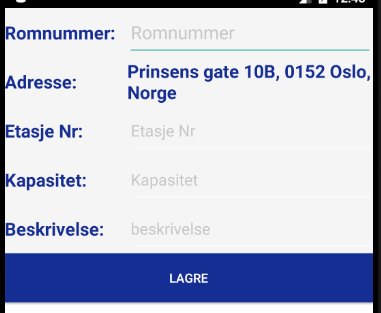 Romnummer: Romnummer
Adresse: Prinsens gate 10B, 0152 Oslo,
Norge
Etasje Nr: Etasje Nr
Kapasitet: Kapasitet
Beskrivelse: beskrivelse
LAGRE